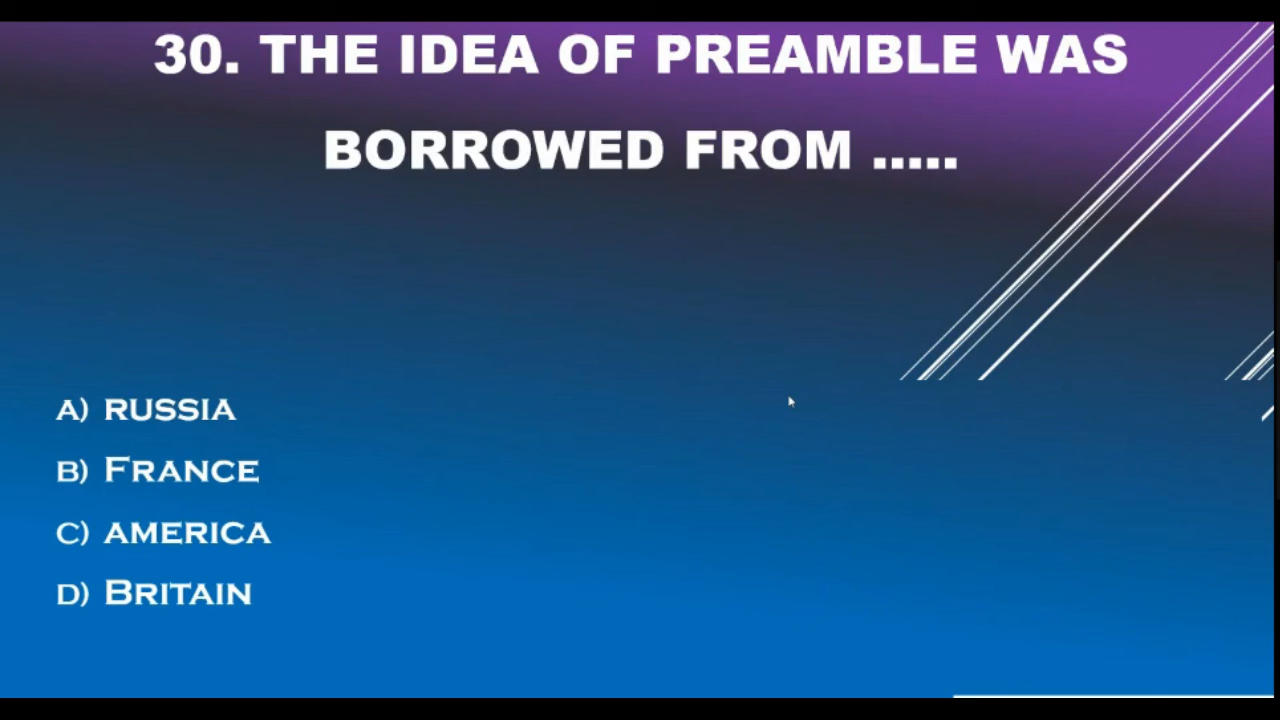 30. THE IDEA OF PREAMBLE WAS
BORROWED FROM .....
A) RUSSIA
B) FRANCE
C) AMERICA
D) BRITAIN